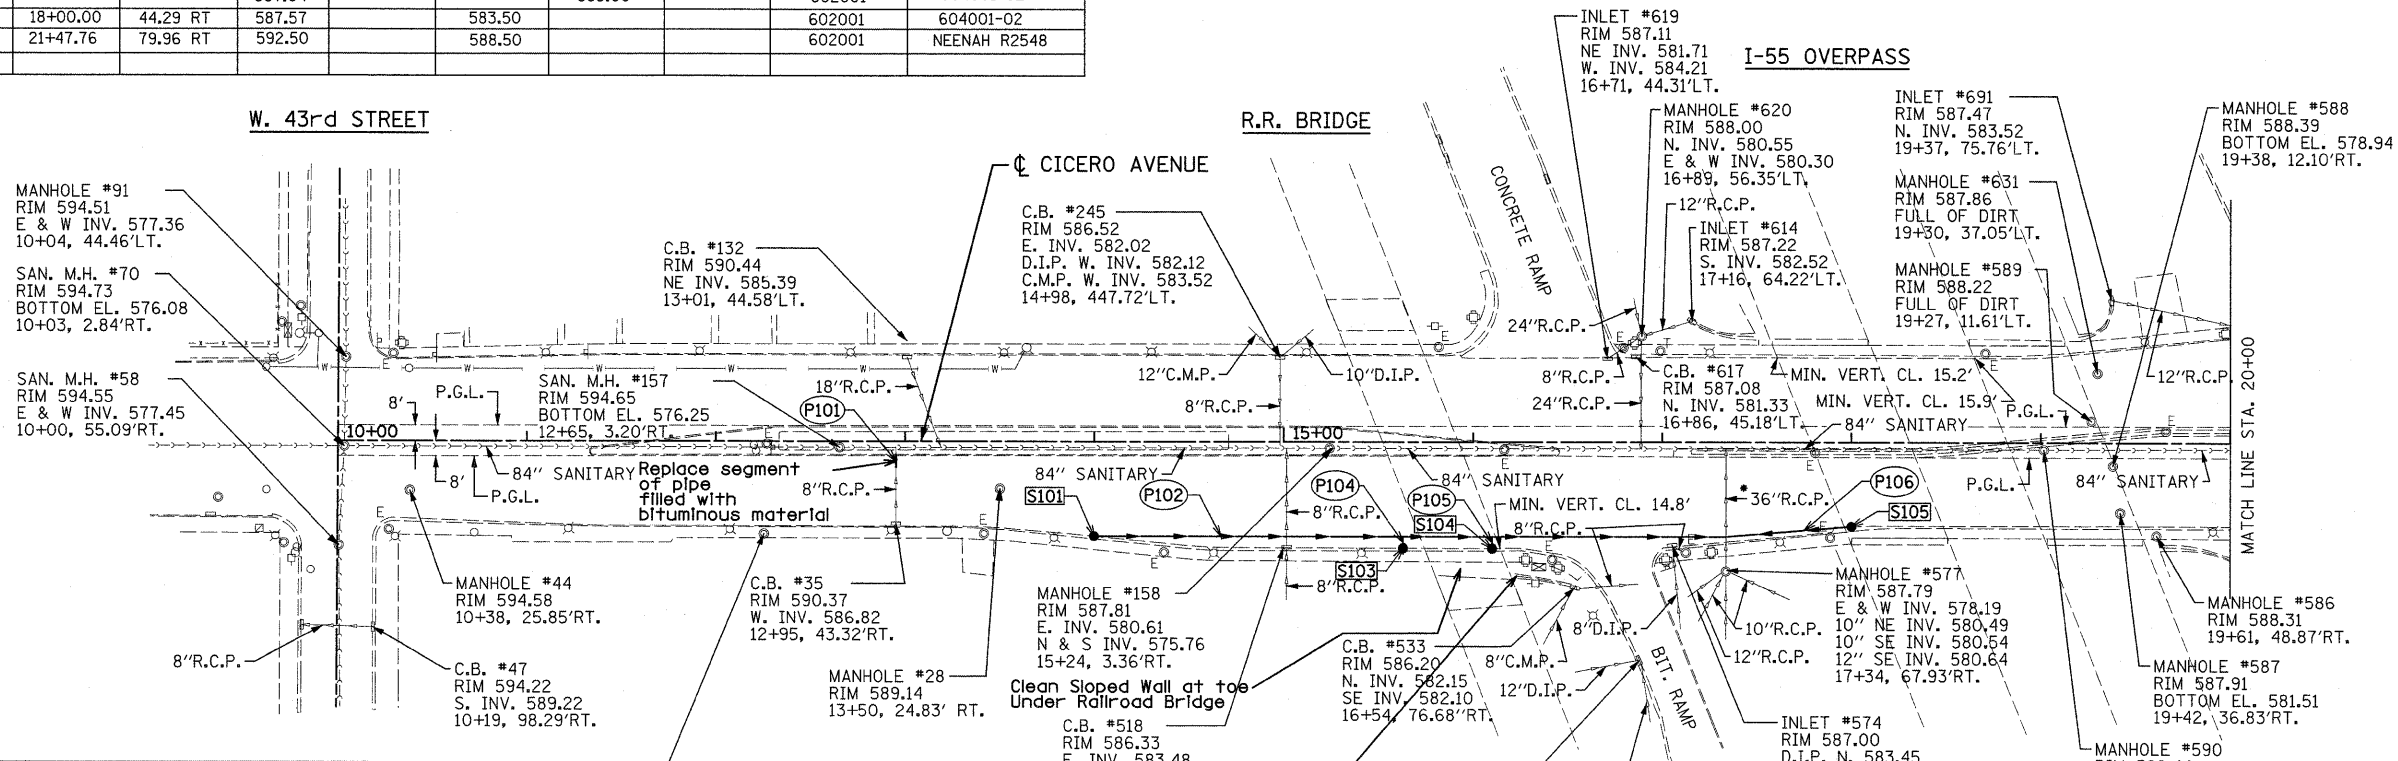 18+00.00 44.29 RT 587.57 583.50 602001 604001-02
21+47.76 79.96 RT 592.50 588.50 602001 NEENAH R2548
W. 43rd STREET
R.R. BRIDGE
I-55 OVERPASS
℄ CICERO AVENUE
INLET #619
RIM 587.11
NE INV. 581.71
W. INV. 584.21
16+71, 44.31'LT.
MANHOLE #620
RIM 588.00
N. INV. 580.55
E & W INV. 580.30
16+89, 56.35'LT.
12"R.C.P.
INLET #614
RIM 587.22
S. INV. 582.52
17+16, 64.22'LT.
INLET #691
RIM 587.47
N. INV. 583.52
19+37, 75.76'LT.
MANHOLE #631
RIM 587.86
FULL OF DIRT
19+30, 37.05'LT.
MANHOLE #589
RIM 588.22
FULL OF DIRT
19+27, 11.61'LT.
MANHOLE #588
RIM 588.39
BOTTOM EL. 578.94
19+38, 12.10'RT.
MANHOLE #91
RIM 594.51
E & W INV. 577.36
10+04, 44.46'LT.
SAN. M.H. #70
RIM 594.73
BOTTOM EL. 576.08
10+03, 2.84'RT.
SAN. M.H. #58
RIM 594.55
E & W INV. 577.45
10+00, 55.09'RT.
C.B. #132
RIM 590.44
NE INV. 585.39
13+01, 44.58'LT.
C.B. #245
RIM 586.52
E. INV. 582.02
D.I.P. W. INV. 582.12
C.M.P. W. INV. 583.52
14+98, 447.72'LT.
CONCRETE RAMP
24"R.C.P.
8"R.C.P.
24"R.C.P.
C.B. #617
RIM 587.08
N. INV. 581.33
16+86, 45.18'LT.
MIN. VERT. CL. 15.2'
MIN. VERT. CL. 15.9'
P.G.L.
12"R.C.P.
MATCH LINE STA. 20+00
W W W W W W
12"C.M.P.
10"D.I.P.
8"R.C.P.
18"R.C.P.
SAN. M.H. #157
RIM 594.65
BOTTOM EL. 576.25
12+65, 3.20'RT.
P101
8'
P.G.L.
10+00
15+00
84" SANITARY
84" SANITARY
8'
P.G.L.
Replace segment
of pipe
filled with
bituminous material
8"R.C.P.
84" SANITARY
84" SANITARY
S101
P102
P104
P105
S104
S103
MIN. VERT. CL. 14.8'
8"R.C.P.
8"R.C.P.
8"R.C.P.
* 36"R.C.P.
P106
S105
P.G.L.
84" SANITARY
MANHOLE #44
RIM 594.58
10+38, 25.85'RT.
C.B. #35
RIM 590.37
W. INV. 586.82
12+95, 43.32'RT.
8"R.C.P.
C.B. #47
RIM 594.22
S. INV. 589.22
10+19, 98.29'RT.
MANHOLE #28
RIM 589.14
13+50, 24.83' RT.
MANHOLE #158
RIM 587.81
E. INV. 580.61
N & S INV. 575.76
15+24, 3.36'RT.
Clean Sloped Wall at toe
Under Railroad Bridge
C.B. #518
RIM 586.33
E. INV. 583.48
C.B. #533
RIM 586.20
N. INV. 582.15
SE INV. 582.10
16+54, 76.68"RT.
8"C.M.P.
8"D.I.P.
12"D.I.P.
BIT. RAMP
10"R.C.P.
12"R.C.P.
MANHOLE #577
RIM 587.79
E & W INV. 578.19
10" NE INV. 580.49
10" SE INV. 580.54
12" SE INV. 580.64
17+34, 67.93'RT.
INLET #574
RIM 587.00
D.I.P. N. 583.45
MANHOLE #586
RIM 588.31
19+61, 48.87'RT.
MANHOLE #587
RIM 587.91
BOTTOM EL. 581.51
19+42, 36.83'RT.
MANHOLE #590